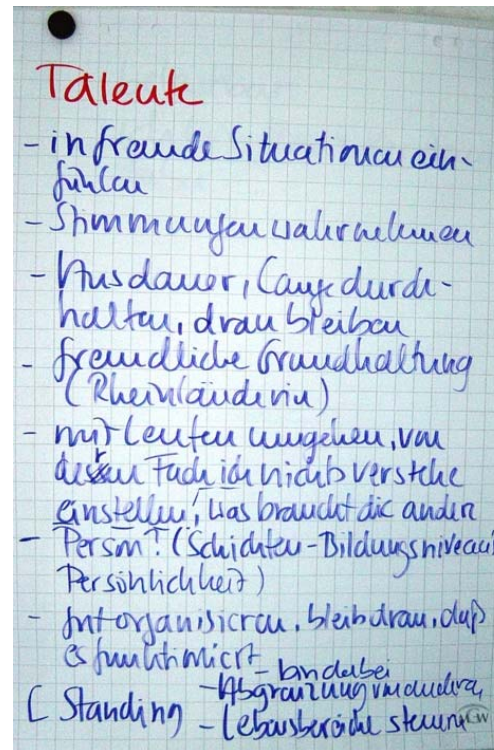 Talente
- in fremde Situationen ein-
fühlen
- Stimmungen wahrnehmen
- Ausdauer, lange durch-
halten, dran bleiben
- freundliche Grundhaltung
(Rheinländerin)
- mit Leuten umgehen, von
deren Fach ich nichts verstehe
einstellen, was braucht die andere
- Person? (Schichten-Bildungsniveau
Persönlichkeit)
- gut organisieren, bleib dran, daß
es funktioniert - bin dabei
- Abgrenzung von anderen
[ Standing - Lebensbereiche steuern
CW